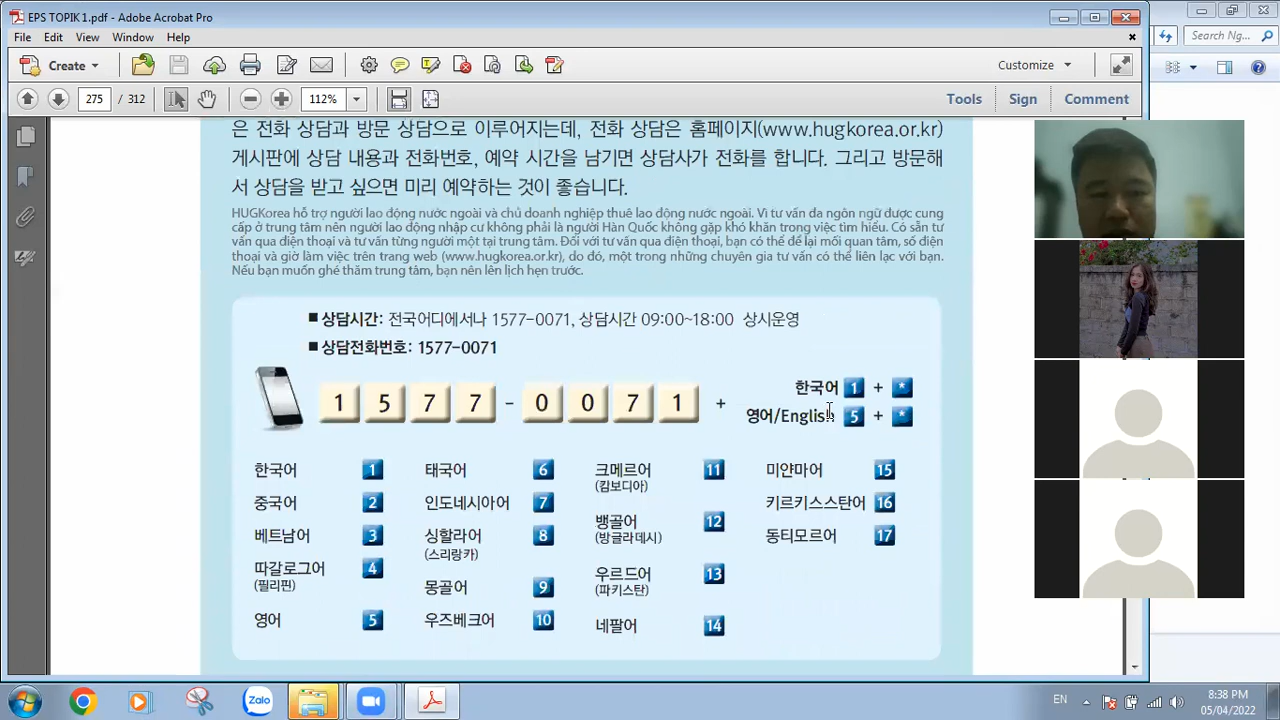 EPS TOPIK 1.pdf - Adobe Acrobat Pro
File Edit View Window Help
Create
Customize
Search Ng...
275 / 312
112%
Tools Sign Comment
은 전화 상담과 방문 상담으로 이루어지는데, 전화 상담은 홈페이지(www.hugkorea.or.kr)
게시판에 상담 내용과 전화번호, 예약 시간을 남기면 상담사가 전화를 합니다. 그리고 방문해
서 상담을 받고 싶으면 미리 예약하는 것이 좋습니다.
HUGKorea hỗ trợ người lao động nước ngoài và chủ doanh nghiệp thuê lao động nước ngoài. Vì tư vấn đa ngôn ngữ được cung
cấp ở trung tâm nên người lao động nhập cư không phải là người Hàn Quốc không gặp khó khăn trong việc tìm hiểu. Có sẵn tư
vấn qua điện thoại và tư vấn từng người một tại trung tâm. Đối với tư vấn qua điện thoại, bạn có thể để lại mối quan tâm, số điện
thoại và giờ làm việc trên trang web (www.hugkorea.or.kr), do đó, một trong những chuyên gia tư vấn có thể liên lạc với bạn.
Nếu bạn muốn ghé thăm trung tâm, bạn nên lên lịch hẹn trước.
■ 상담시간: 전국어디에서나 1577-0071, 상담시간 09:00~18:00 상시운영
■ 상담전화번호: 1577-0071
1 5 7 7 - 0 0 7 1 +
한국어 1 + *
영어/English 5 + *
한국어 1
중국어 2
베트남어 3
따갈로그어 4
(필리핀)
영어 5
태국어 6
인도네시아어 7
싱할라어 8
(스리랑카)
몽골어 9
우즈베크어 10
크메르어 11
(캄보디아)
뱅골어 12
(방글라데시)
우르드어 13
(파키스탄)
네팔어 14
미얀마어 15
키르키스스탄어 16
동티모르어 17
Zalo
EN
8:38 PM
05/04/2022